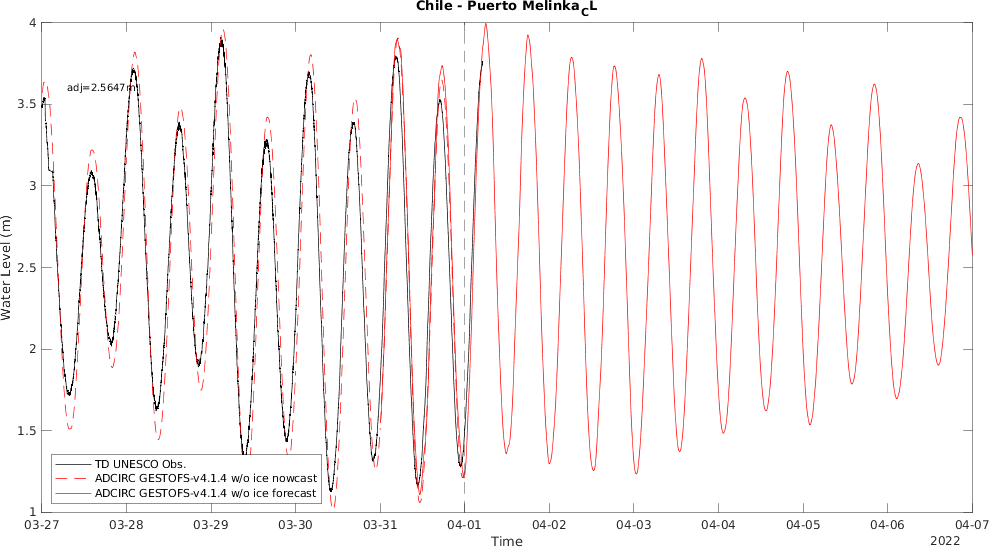 Chile - Puerto Melinka_CL
4
3.5
3
2.5
2
1.5
1
Water Level (m)
adj=2.5647m
TD UNESCO Obs.
ADCIRC GESTOFS-v4.1.4 w/o ice nowcast
ADCIRC GESTOFS-v4.1.4 w/o ice forecast
03-27 03-28 03-29 03-30 03-31 04-01 04-02 04-03 04-04 04-05 04-06 04-07
Time
2022